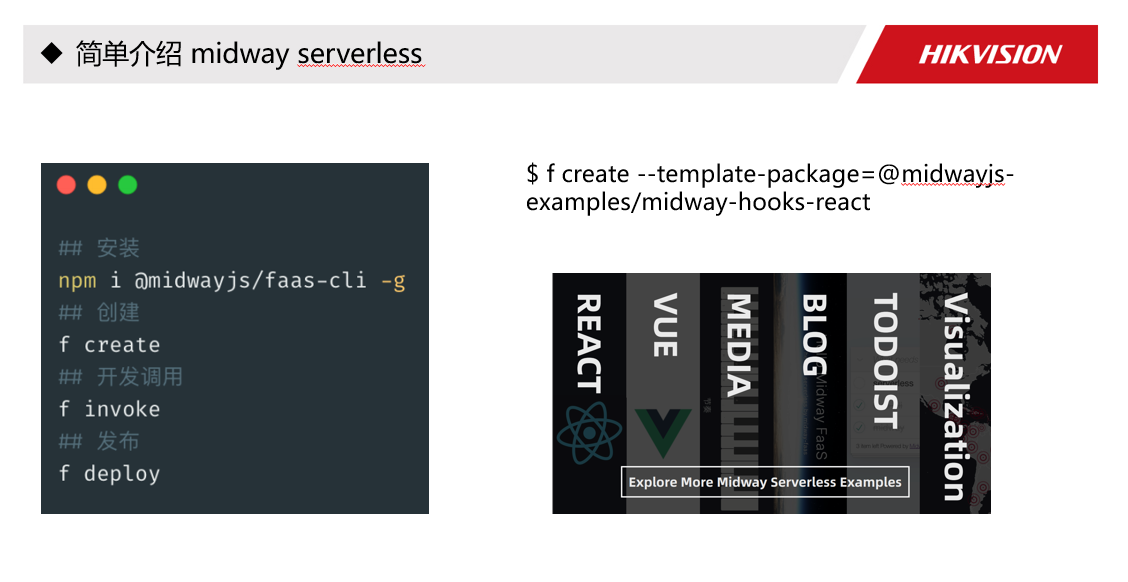 ◆ 简单介绍 midway serverless
HIKVISION
## 安装
npm i @midwayjs/faas-cli -g
## 创建
f create
## 开发调用
f invoke
## 发布
f deploy
$ f create --template-package=@midwayjs-
examples/midway-hooks-react
REACT
VUE
MEDIA
BLOG
TODOIST
Visualization
Midway FaaS
Explore More Midway Serverless Examples